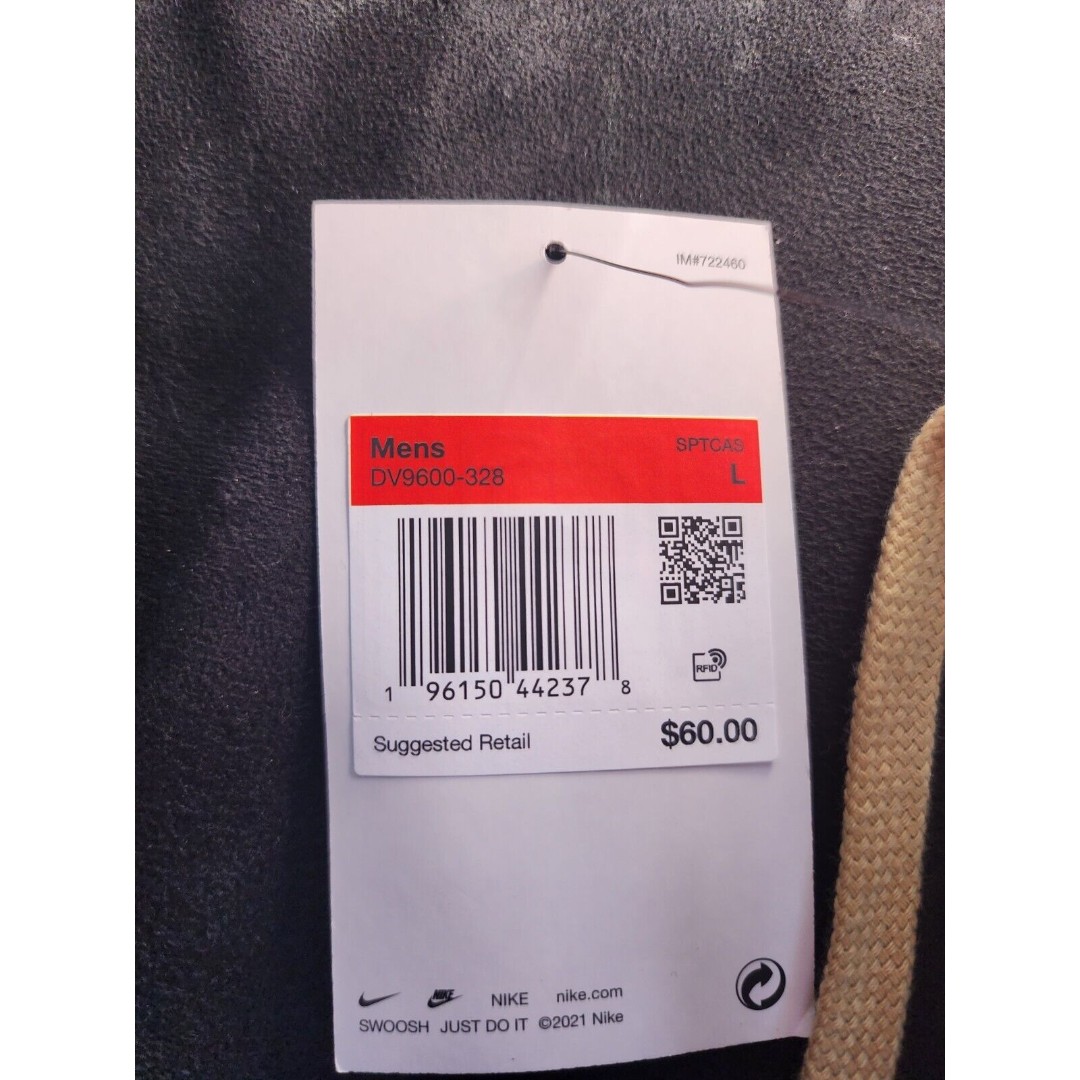 IM#722460
Mens
SPTCAS
DV9600-328
L
RFID
1 96150 44237 8
Suggested Retail
$60.00
NIKE
NIKE nike.com
SWOOSH JUST DO IT ©2021 Nike